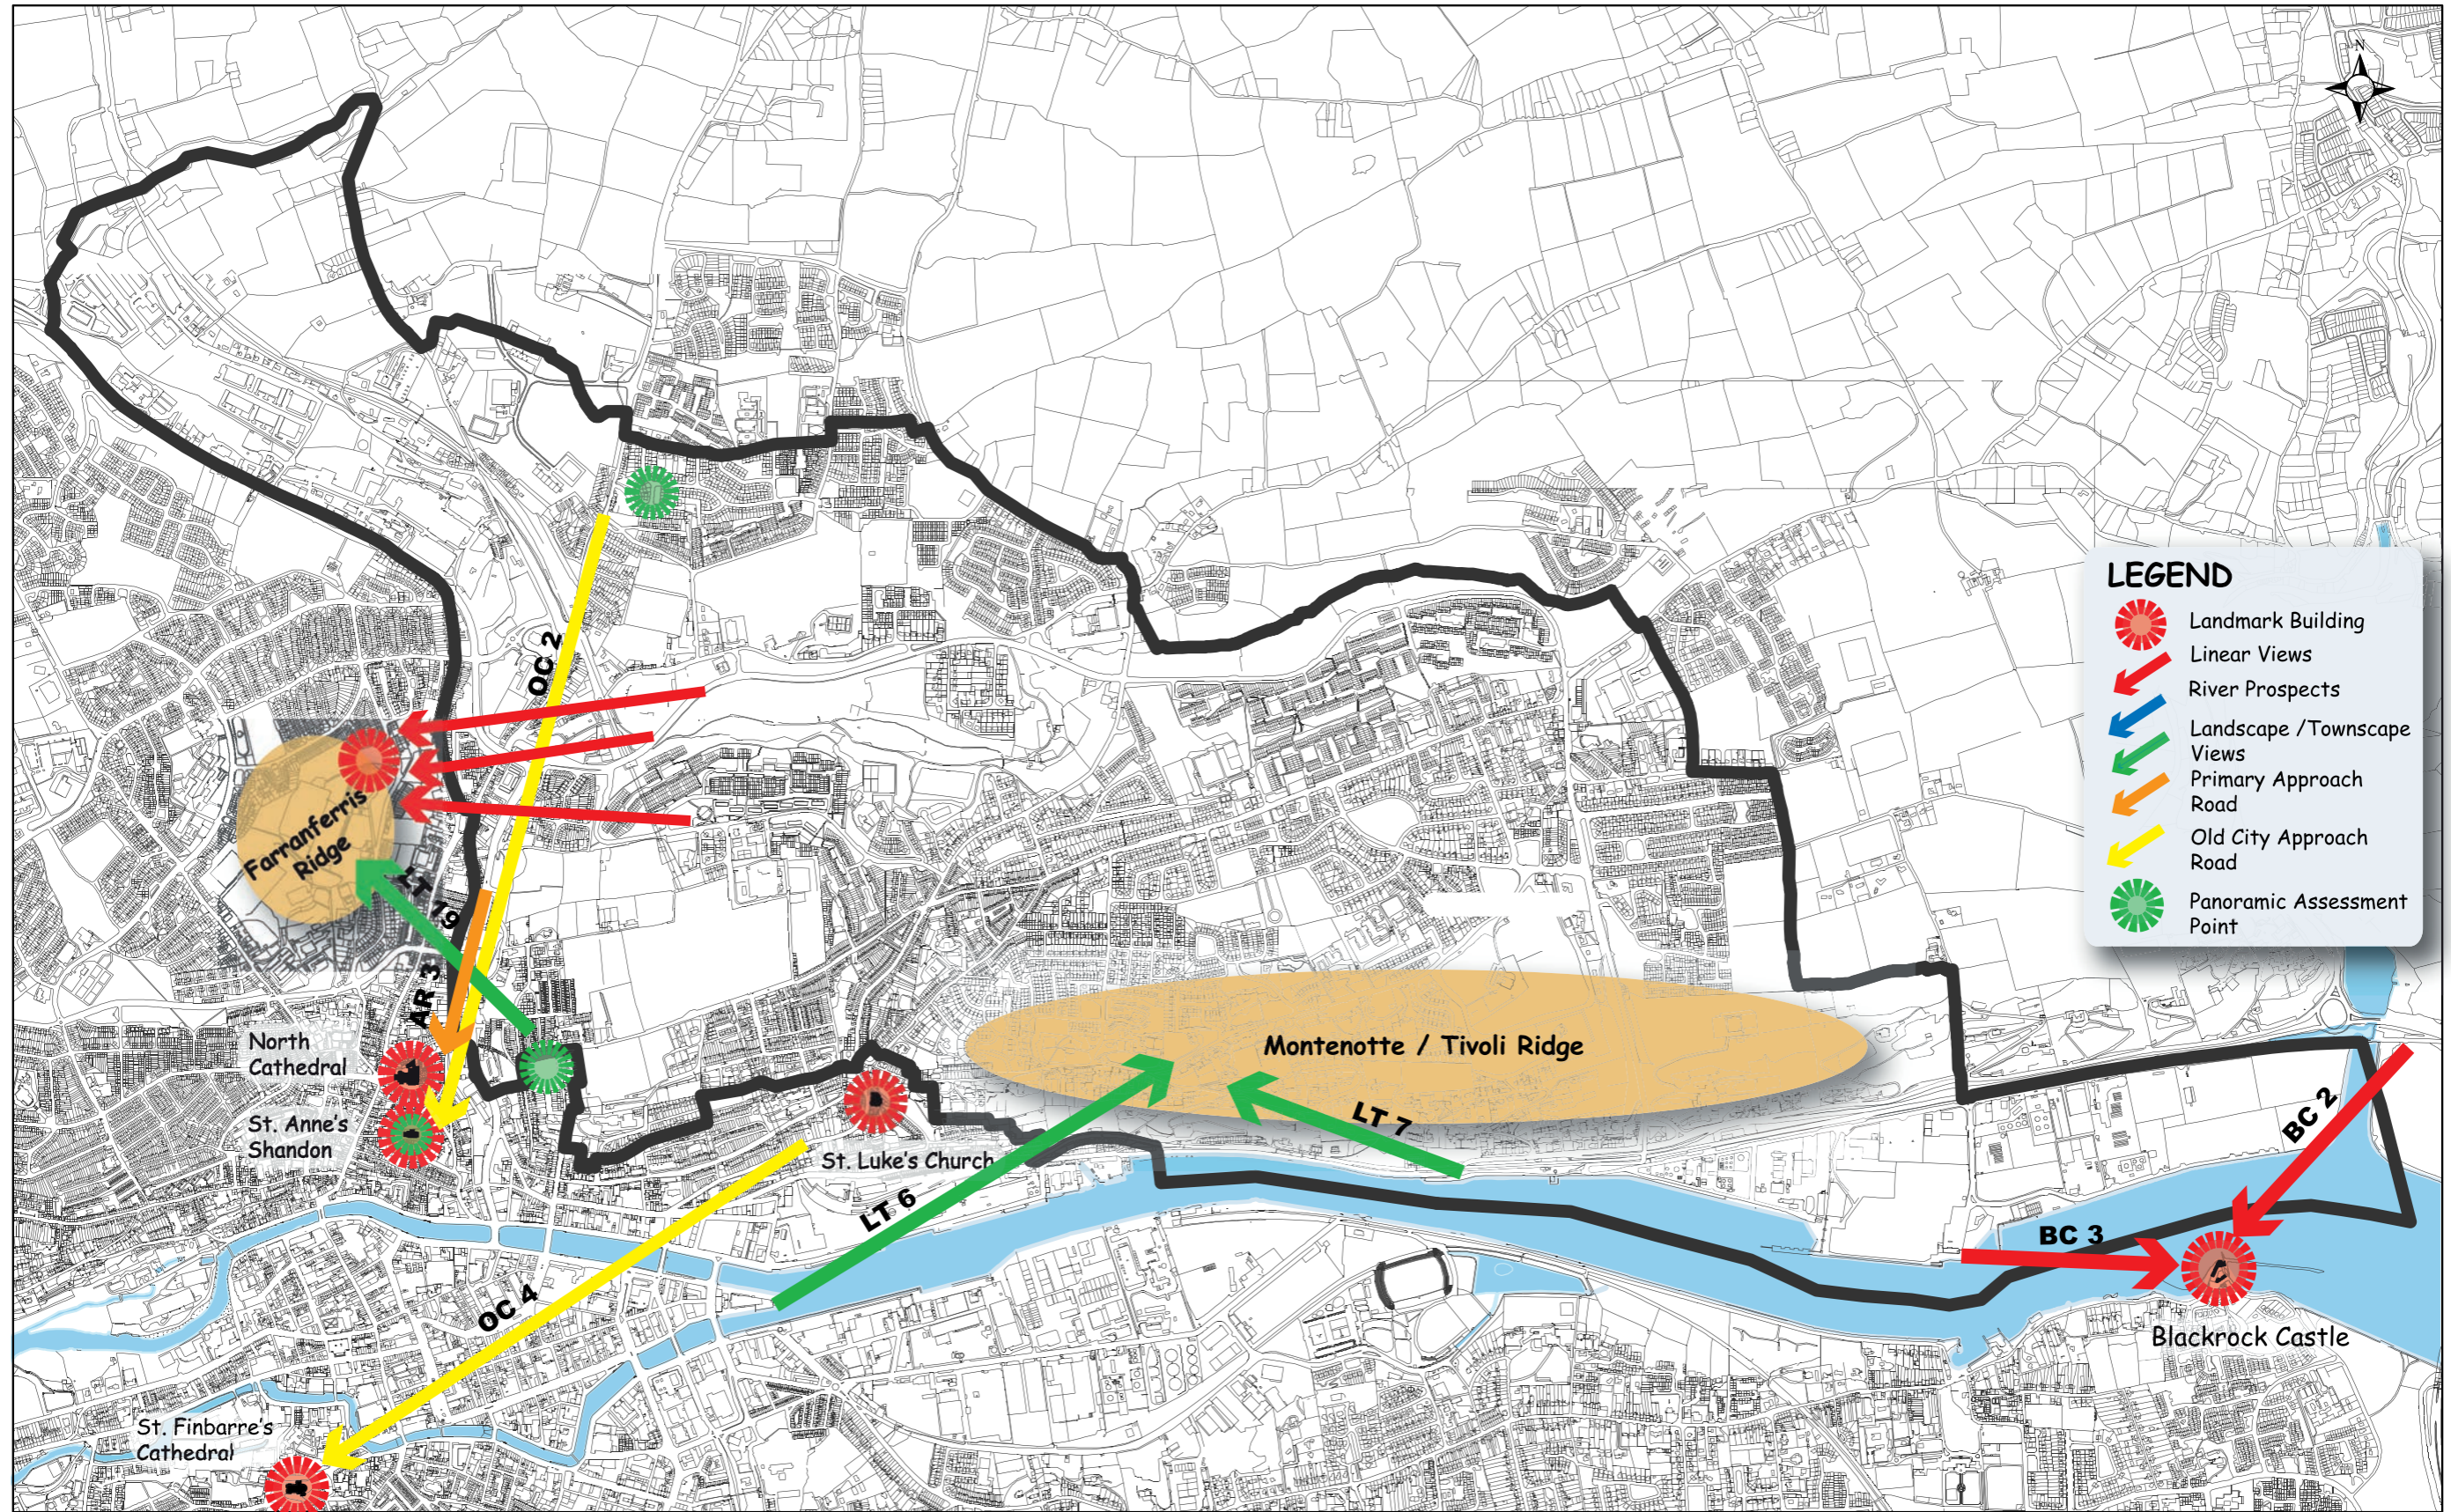 N
OC 2
Farranferris
Ridge
LT 19
AR 3
North
Cathedral
St. Anne's
Shandon
St. Luke's Church
Montenotte / Tivoli Ridge
LT 7
LT 6
OC 4
BC 2
BC 3
Blackrock Castle
St. Finbarre's
Cathedral
LEGEND
Landmark Building
Linear Views
River Prospects
Landscape /Townscape
Views
Primary Approach
Road
Old City Approach
Road
Panoramic Assessment
Point